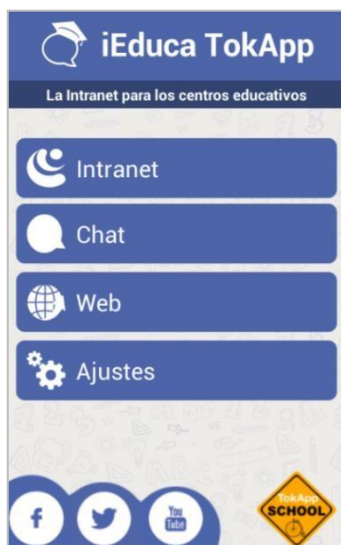 iEduca TokApp
La Intranet para los centros educativos
Intranet
Chat
Web
Ajustes
f
You
Tube
TokApp
SCHOOL